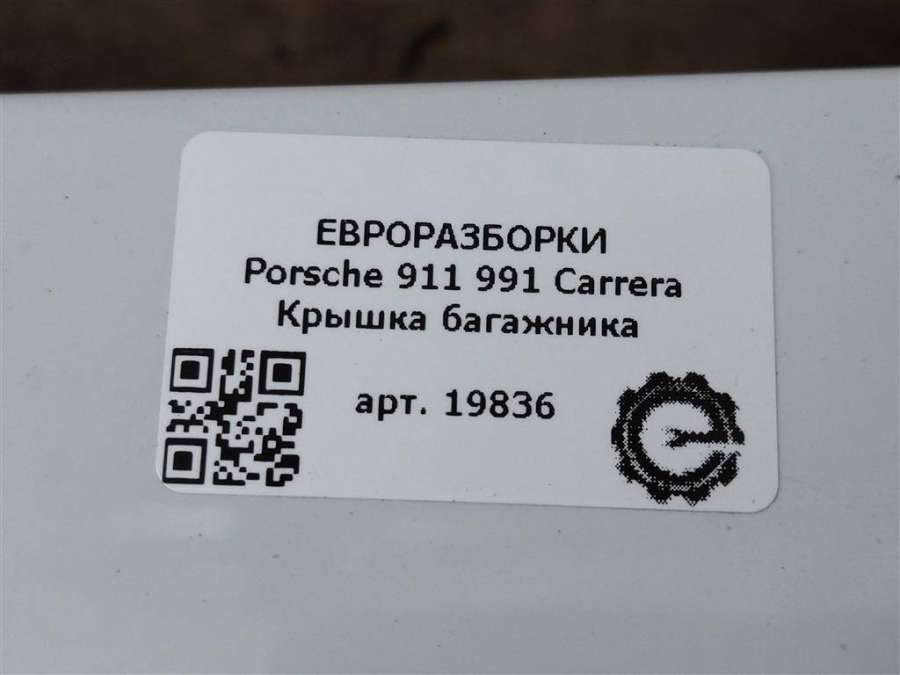 ЕВРОРАЗБОРКИ
Porsche 911 991 Carrera
Крышка багажника
арт. 19836